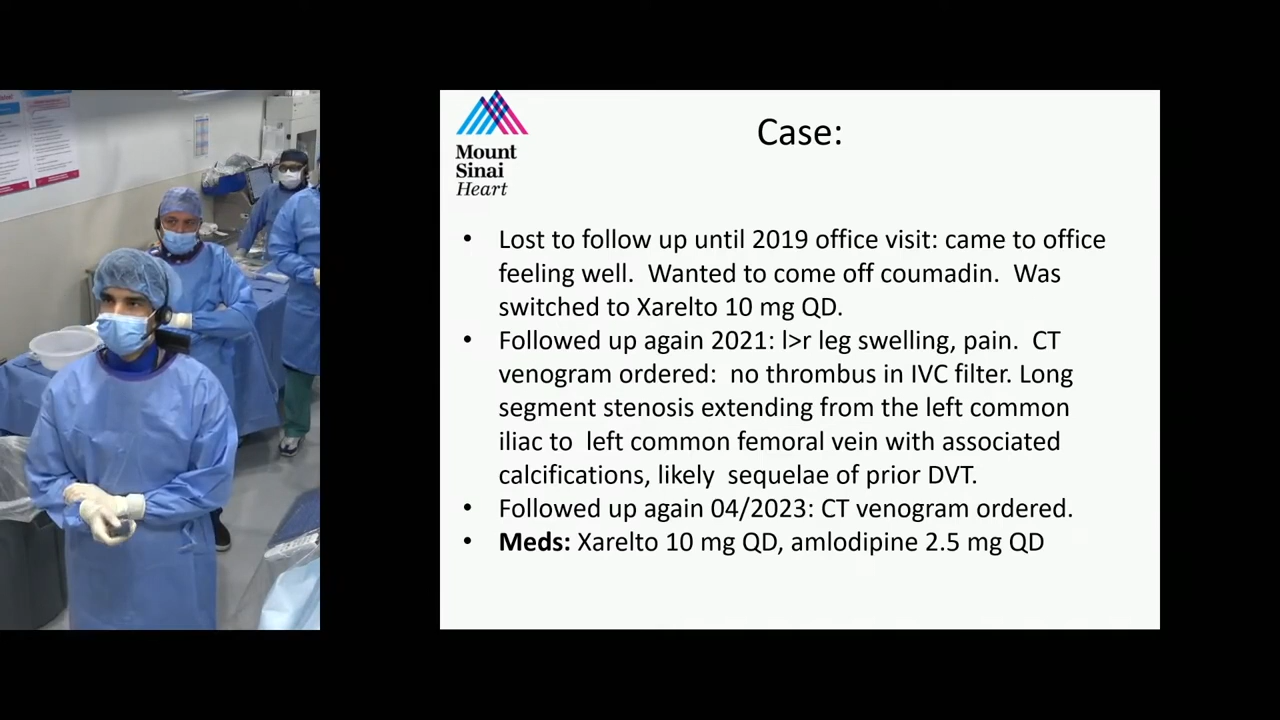 Mount
Sinai
Heart
Case:
• Lost to follow up until 2019 office visit: came to office
feeling well. Wanted to come off coumadin. Was
switched to Xarelto 10 mg QD.
• Followed up again 2021: l>r leg swelling, pain. CT
venogram ordered: no thrombus in IVC filter. Long
segment stenosis extending from the left common
iliac to left common femoral vein with associated
calcifications, likely sequelae of prior DVT.
• Followed up again 04/2023: CT venogram ordered.
• Meds: Xarelto 10 mg QD, amlodipine 2.5 mg QD